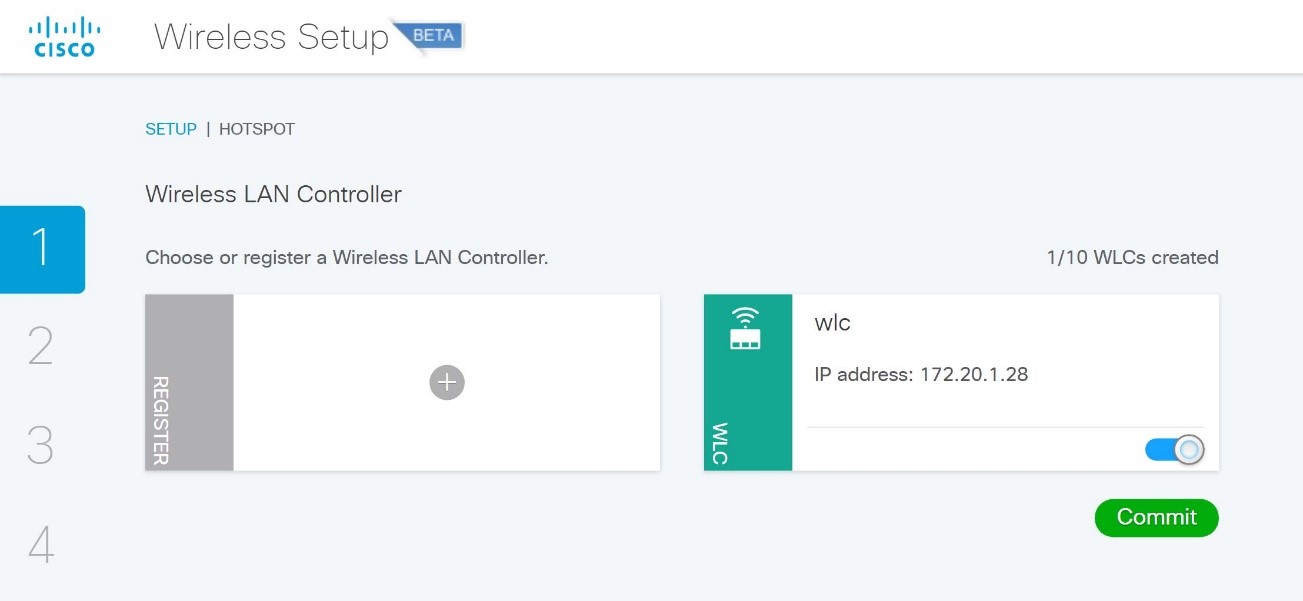 CISCO
Wireless Setup BETA
SETUP | HOTSPOT
Wireless LAN Controller
1
Choose or register a Wireless LAN Controller.
1/10 WLCs created
REGISTER
WLC
wlc
IP address: 172.20.1.28
2
3
Commit
4